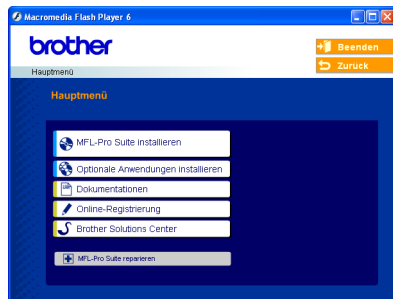 Macromedia Flash Player 6
brother
Beenden
Zurück
Hauptmenü
Hauptmenü
MFL-Pro Suite installieren
Optionale Anwendungen installieren
Dokumentationen
Online-Registrierung
Brother Solutions Center
MFL-Pro Suite reparieren